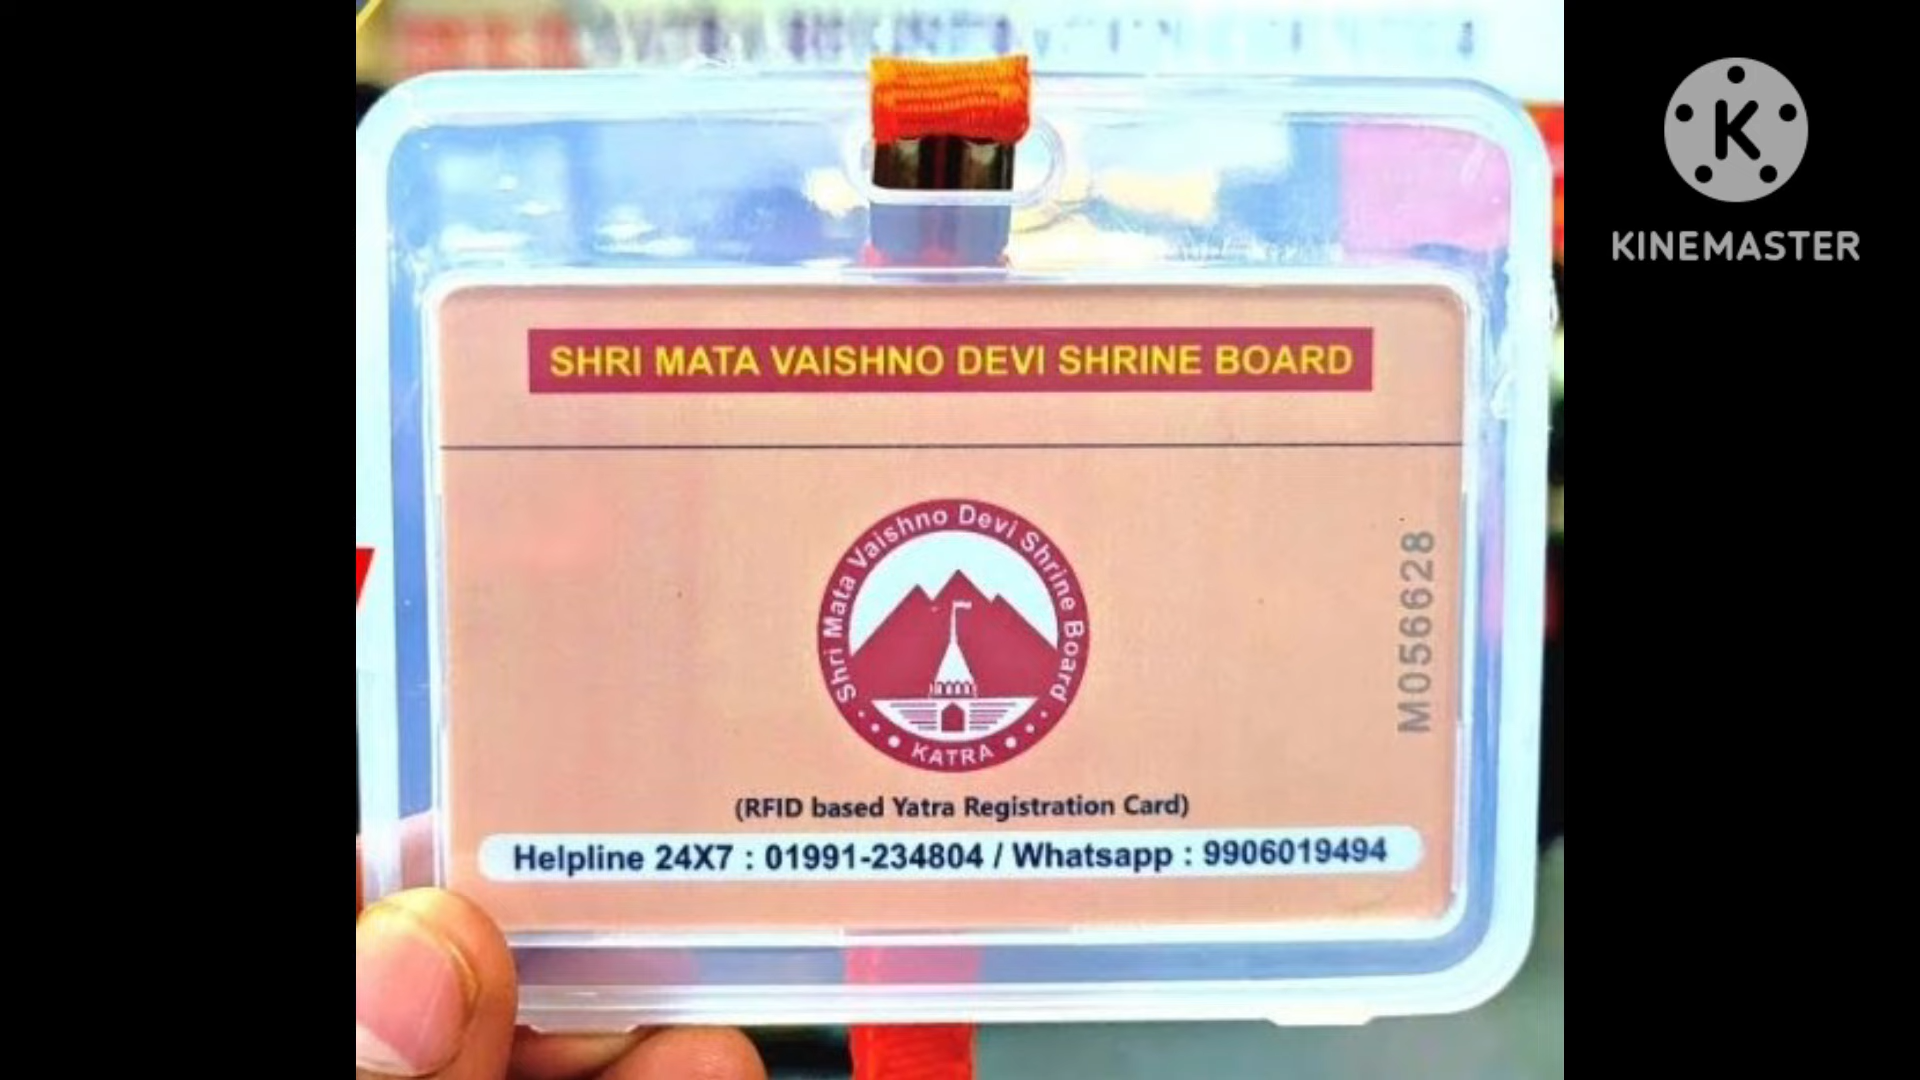 SHRI MATA VAISHNO DEVI SHRINE BOARD
Shri Mata Vaishno Devi Shrine Board
KATRA
M056628
(RFID based Yatra Registration Card)
Helpline 24X7 : 01991-234804 / Whatsapp : 9906019494
K
KINEMASTER